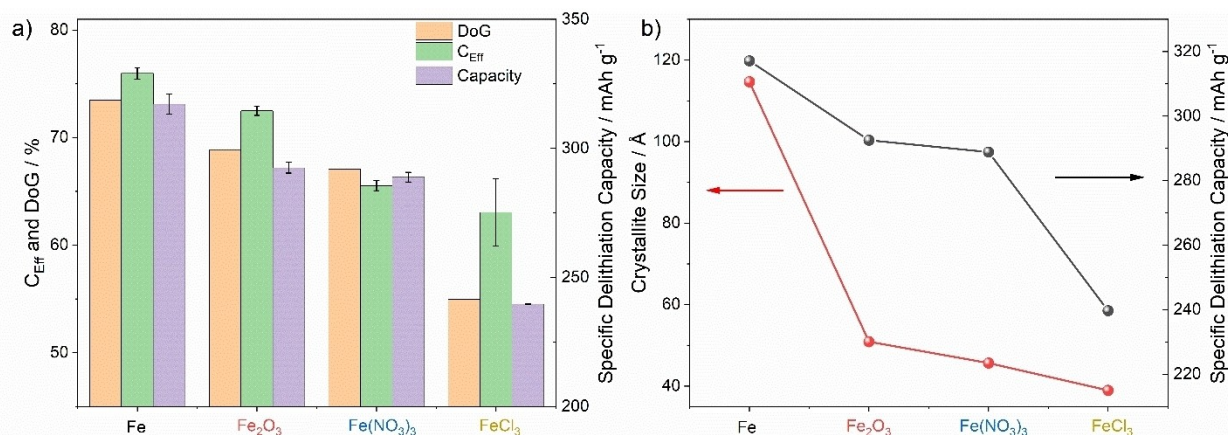 a)
DoG
C_Eff
Capacity
C_Eff and DoG / %
80
70
60
50
350
300
250
200
Specific Delithiation Capacity / mAh g⁻¹
Fe
Fe₂O₃
Fe(NO₃)₃
FeCl₃
b)
Crystallite Size / Å
120
100
80
60
40
320
300
280
260
240
220
Specific Delithiation Capacity / mAh g⁻¹
Fe
Fe₂O₃
Fe(NO₃)₃
FeCl₃